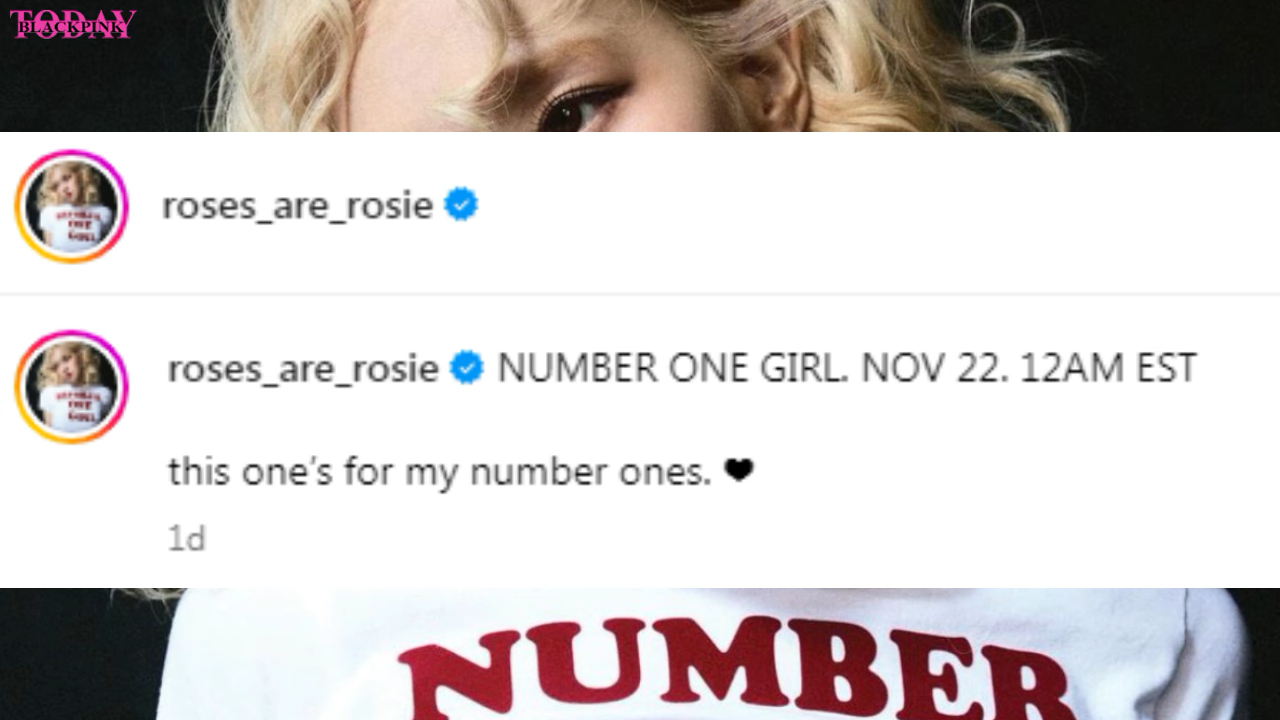 TODAY
BLACKPINK
roses_are_rosie
roses_are_rosie NUMBER ONE GIRL. NOV 22. 12AM EST
this one's for my number ones. 🖤
1d
NUMBER